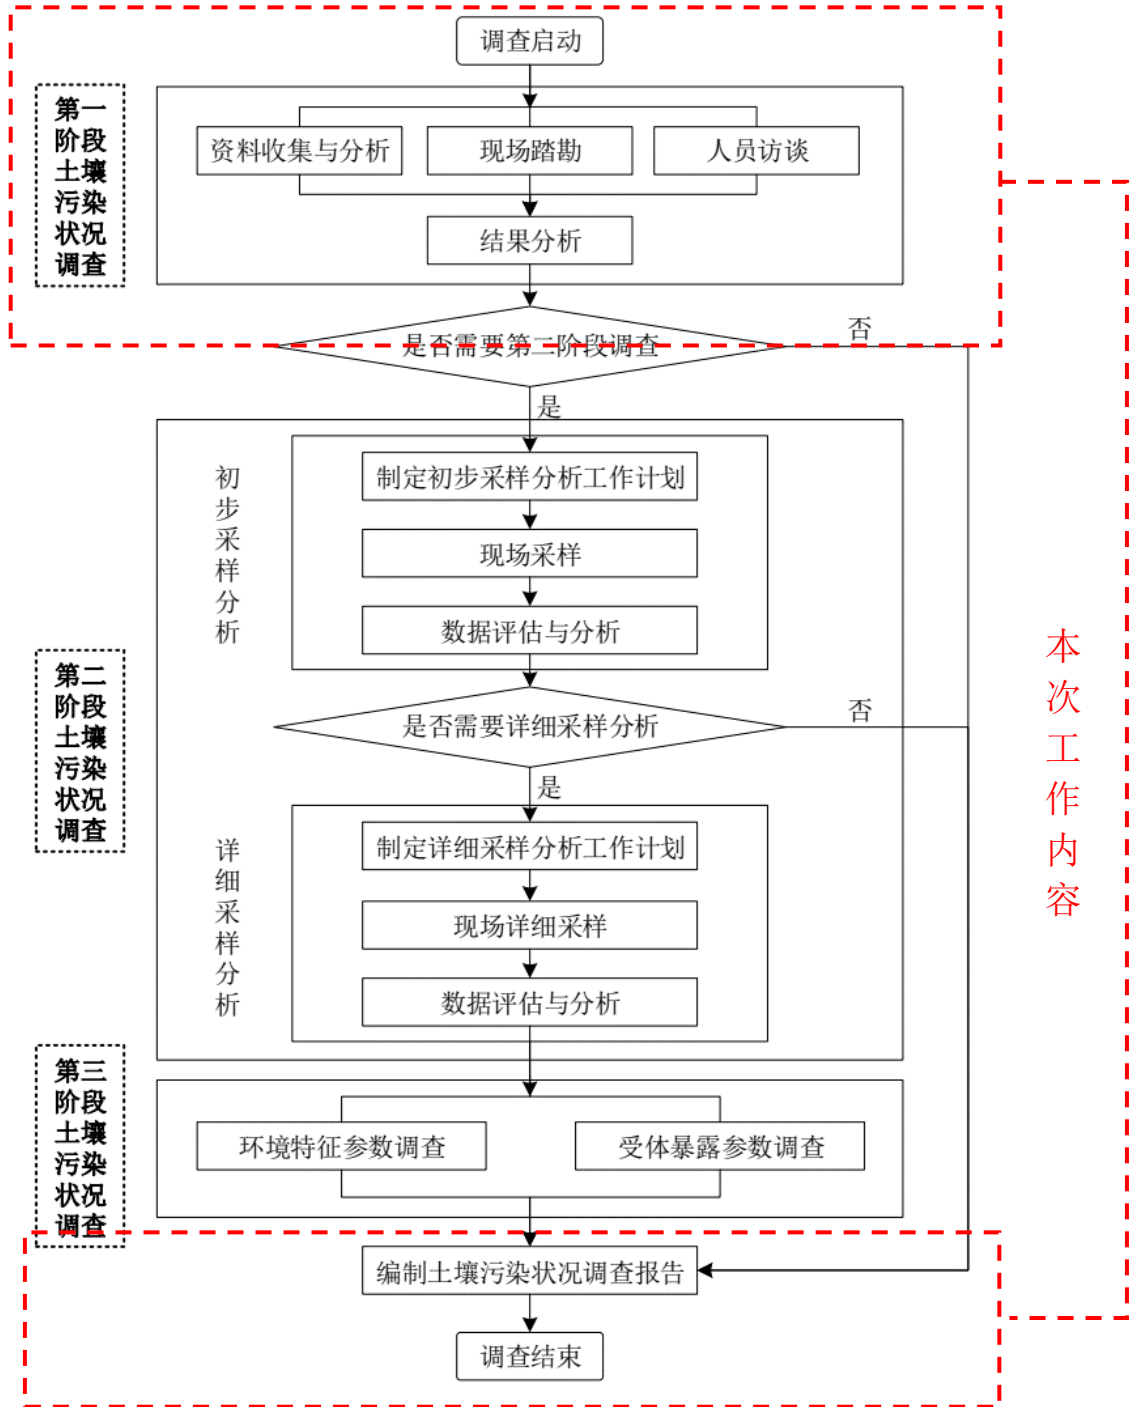 调查启动
第一
阶段
土壤
污染
状况
调查
资料收集与分析
现场踏勘
人员访谈
结果分析
是否需要第二阶段调查
否
是
初
步
采
样
分
析
制定初步采样分析工作计划
现场采样
数据评估与分析
第二
阶段
土壤
污染
状况
调查
是否需要详细采样分析
否
是
详
细
采
样
分
析
制定详细采样分析工作计划
现场详细采样
数据评估与分析
第三
阶段
土壤
污染
状况
调查
环境特征参数调查
受体暴露参数调查
编制土壤污染状况调查报告
调查结束
本
次
工
作
内
容